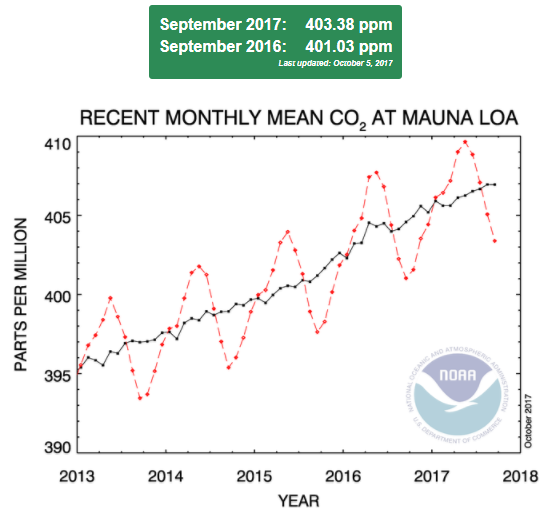 September 2017: 403.38 ppm
September 2016: 401.03 ppm
Last updated: October 5, 2017
RECENT MONTHLY MEAN CO2 AT MAUNA LOA
PARTS PER MILLION
410
405
400
395
390
2013 2014 2015 2016 2017 2018
YEAR
NATIONAL OCEANIC AND ATMOSPHERIC ADMINISTRATION
NOAA
U.S. DEPARTMENT OF COMMERCE
October 2017